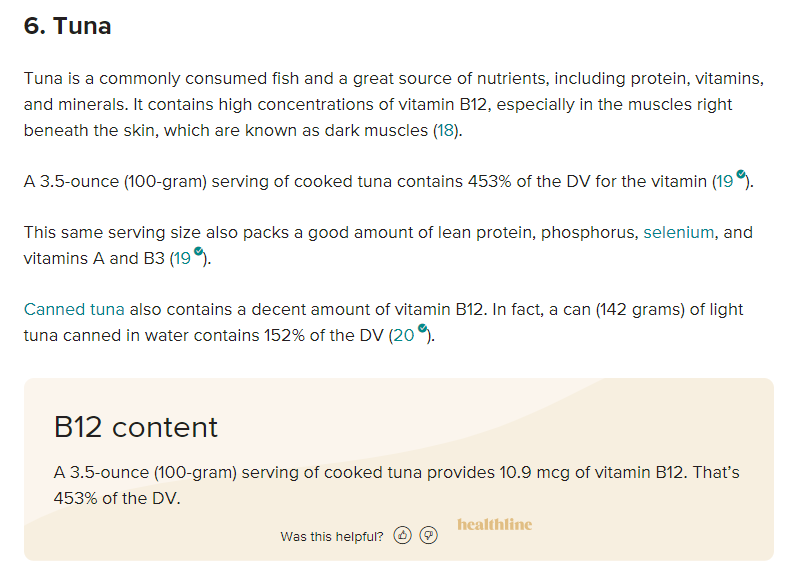 6. Tuna
Tuna is a commonly consumed fish and a great source of nutrients, including protein, vitamins,
and minerals. It contains high concentrations of vitamin B12, especially in the muscles right
beneath the skin, which are known as dark muscles (18).
A 3.5-ounce (100-gram) serving of cooked tuna contains 453% of the DV for the vitamin (19).
This same serving size also packs a good amount of lean protein, phosphorus, selenium, and
vitamins A and B3 (19).
Canned tuna also contains a decent amount of vitamin B12. In fact, a can (142 grams) of light
tuna canned in water contains 152% of the DV (20).
B12 content
A 3.5-ounce (100-gram) serving of cooked tuna provides 10.9 mcg of vitamin B12. That’s
453% of the DV.
healthline
Was this helpful?